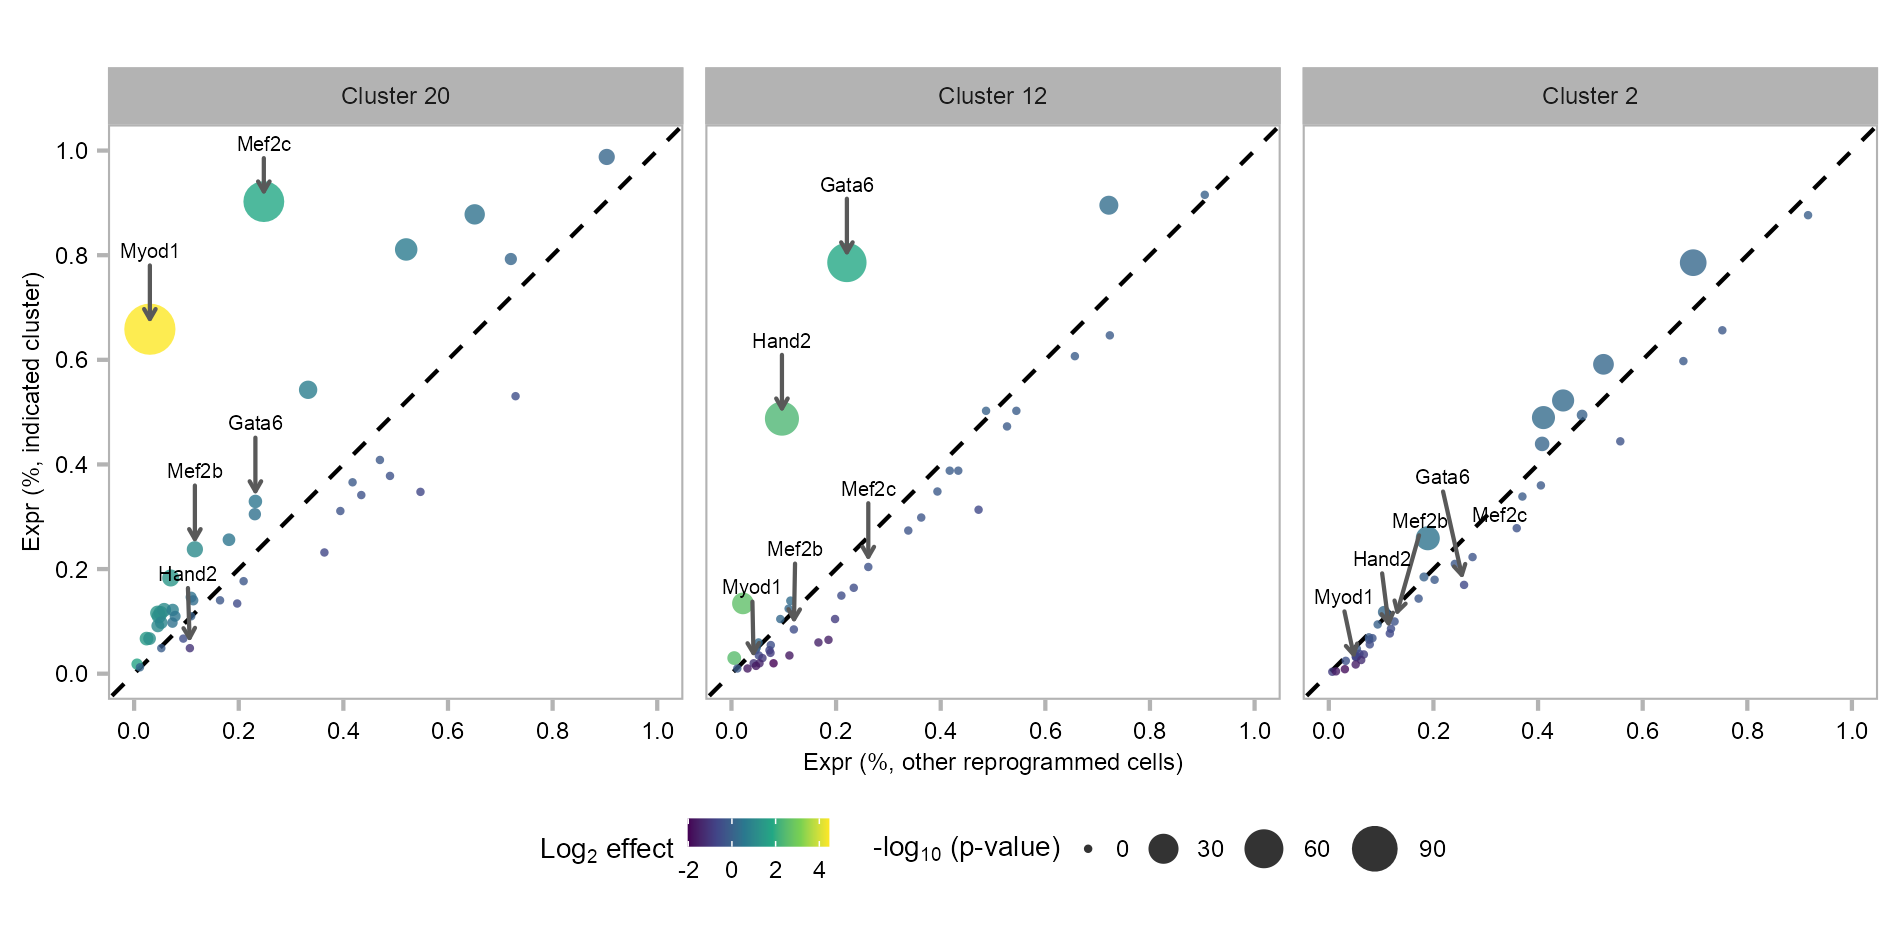 Cluster 20
Cluster 12
Cluster 2
Expr (%, indicated cluster)
1.0
0.8
0.6
0.4
0.2
0.0
Mef2c
Myod1
Gata6
Mef2b
Hand2
Gata6
Hand2
Mef2c
Mef2b
Myod1
Gata6
Mef2c
Mef2b
Hand2
Myod1
0.0 0.2 0.4 0.6 0.8 1.0
0.0 0.2 0.4 0.6 0.8 1.0
0.0 0.2 0.4 0.6 0.8 1.0
Expr (%, other reprogrammed cells)
Log₂ effect
-2 0 2 4
-log₁₀ (p-value) 0 30 60 90